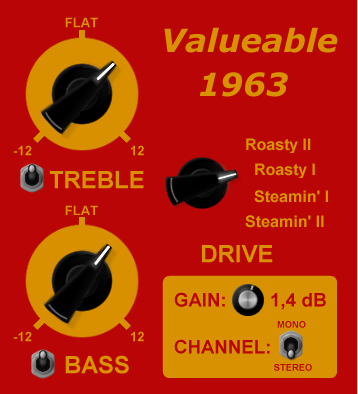 FLAT
Valueable
1963
-12
12
TREBLE
Roasty II
Roasty I
Steamin' I
Steamin' II
DRIVE
FLAT
-12
12
BASS
GAIN: 1,4 dB
MONO
CHANNEL:
STEREO